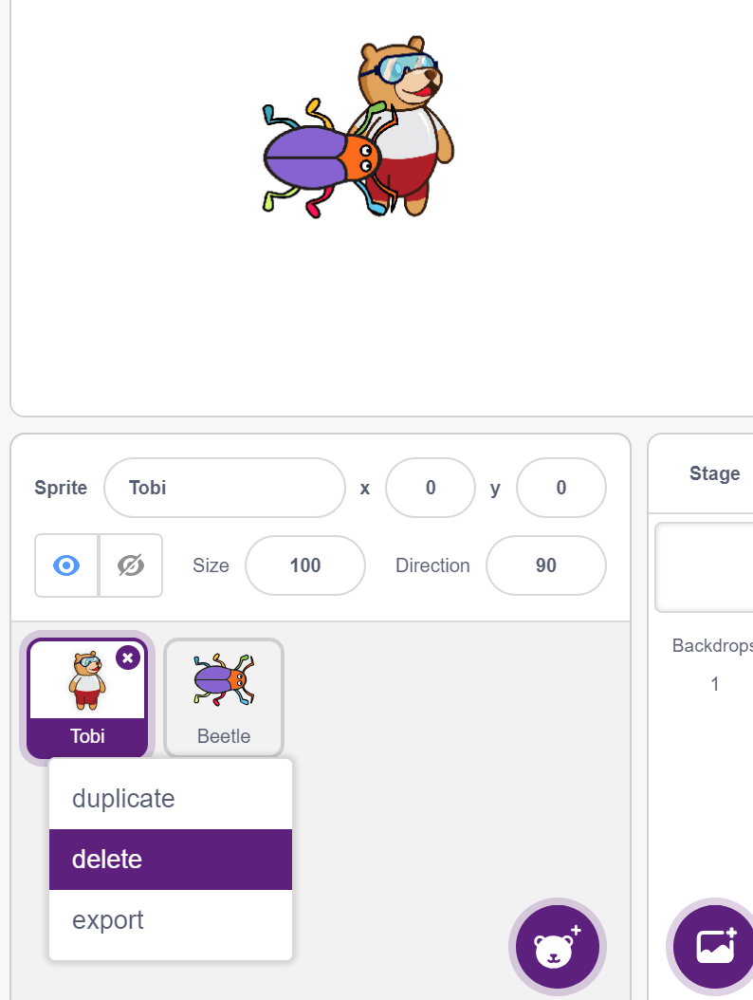 Sprite Tobi x 0 y 0
Stage
Size 100 Direction 90
Backdrops
1
Tobi Beetle
duplicate
delete
export